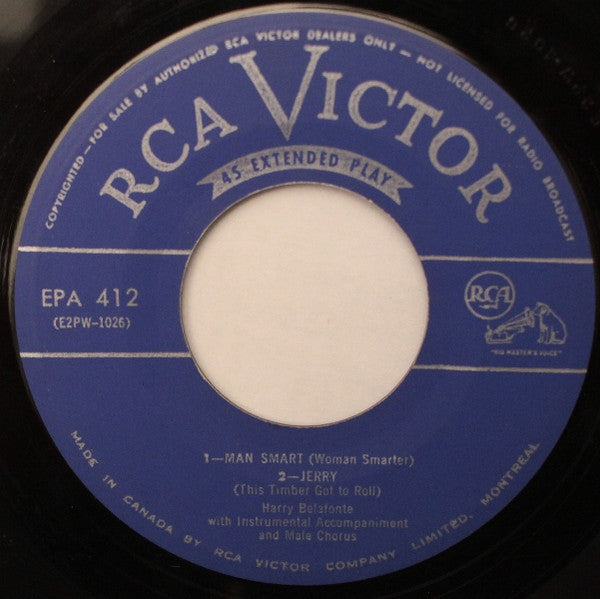 COPYRIGHTED—FOR SALE BY AUTHORIZED RCA VICTOR DEALERS ONLY — NOT LICENSED FOR RADIO BROADCAST
RCA VICTOR
45 EXTENDED PLAY
EPA 412
(E2PW-1026)
RCA
"HIS MASTER'S VOICE"
1—MAN SMART (Woman Smarter)
2—JERRY
(This Timber Got to Roll)
Harry Belafonte
with Instrumental Accompaniment
and Male Chorus
MADE IN CANADA BY RCA VICTOR COMPANY LIMITED, MONTREAL